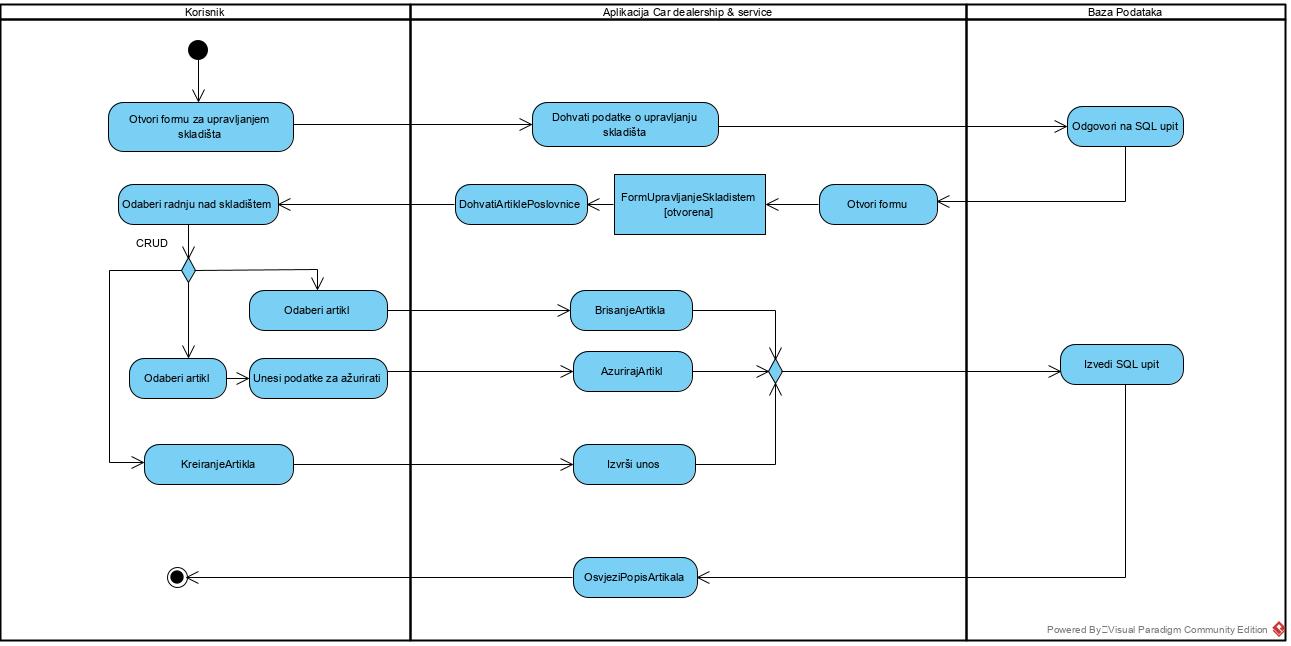 Korisnik
Aplikacija Car dealership & service
Baza Podataka
Otvori formu za upravljanjem
skladišta
Dohvati podatke o upravljanju
skladišta
Odgovori na SQL upit
Odaberi radnju nad skladištem
DohvatiArtiklePoslovnice
FormUpravljanjeSkladistem
[otvorena]
Otvori formu
CRUD
Odaberi artikl
BrisanjeArtikla
Odaberi artikl
Unesi podatke za ažurirati
AzurirajArtikl
Izvedi SQL upit
KreiranjeArtikla
Izvrši unos
OsvjeziPopisArtikala
Powered By Visual Paradigm Community Edition